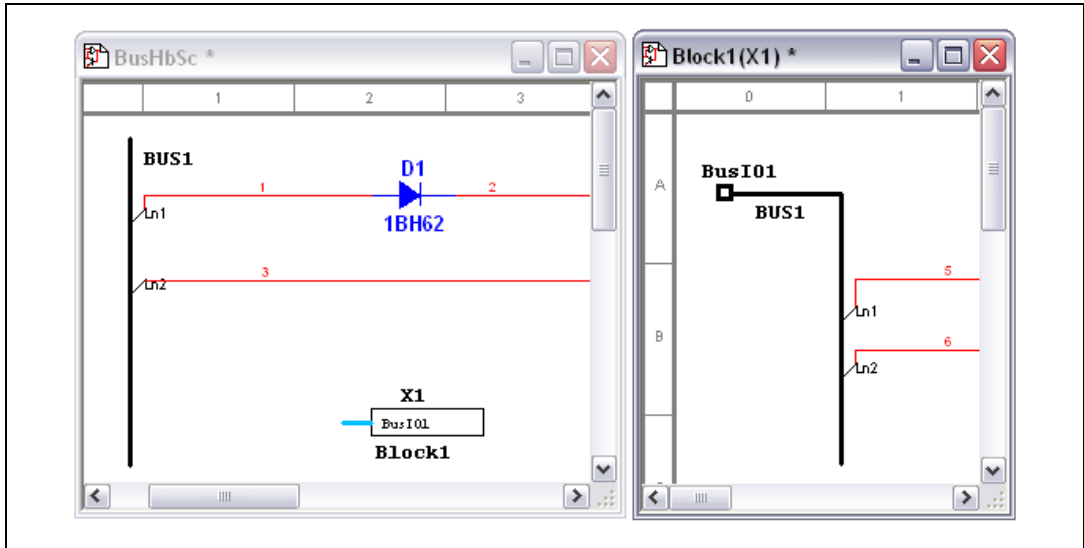 BusHbSc *
1 2 3
BUS1
D1
1 2
Ln1
1BH62
3
Ln2
X1
BusIO1
Block1
Block1(X1) *
0 1
A
BusIO1
BUS1
5
Ln1
B
6
Ln2